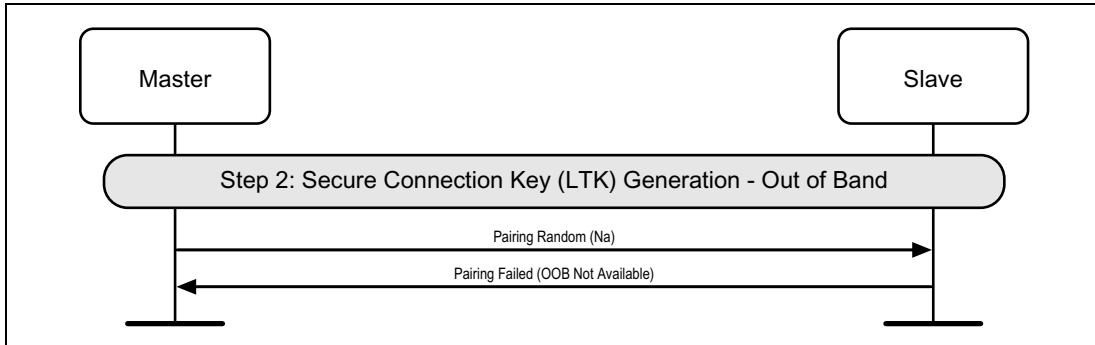 Master
Slave
Step 2: Secure Connection Key (LTK) Generation - Out of Band
Pairing Random (Na)
Pairing Failed (OOB Not Available)